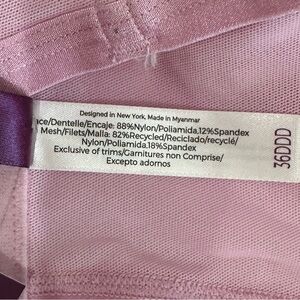 Designed in New York, Made in Myanmar
ace/Dentelle/Encaje: 88%Nylon/Poliamida,12%Spandex
Mesh/Filets/Malla: 82%Recycled/Reciclado/recyclé/
Nylon/Poliamida,18%Spandex
Exclusive of trims/Garnitures non Comprise/
Excepto adornos
36DDD